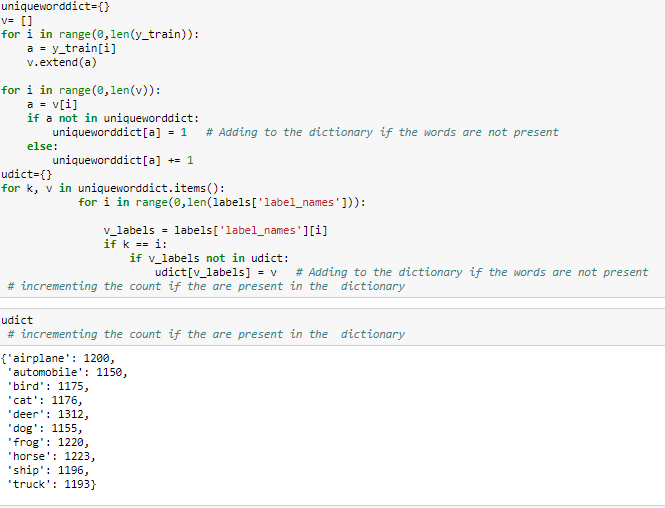 uniqueworddict={}
v= []
for i in range(0,len(y_train)):
    a = y_train[i]
    v.extend(a)

for i in range(0,len(v)):
    a = v[i]
    if a not in uniqueworddict:
        uniqueworddict[a] = 1   # Adding to the dictionary if the words are not present
    else:
        uniqueworddict[a] += 1
udict={}
for k, v in uniqueworddict.items():
            for i in range(0,len(labels['label_names'])):

                v_labels = labels['label_names'][i]
                if k == i:
                    if v_labels not in udict:
                        udict[v_labels] = v   # Adding to the dictionary if the words are not present
 # incrementing the count if the are present in the  dictionary
udict
 # incrementing the count if the are present in the  dictionary
{'airplane': 1200,
 'automobile': 1150,
 'bird': 1175,
 'cat': 1176,
 'deer': 1312,
 'dog': 1155,
 'frog': 1220,
 'horse': 1223,
 'ship': 1196,
 'truck': 1193}